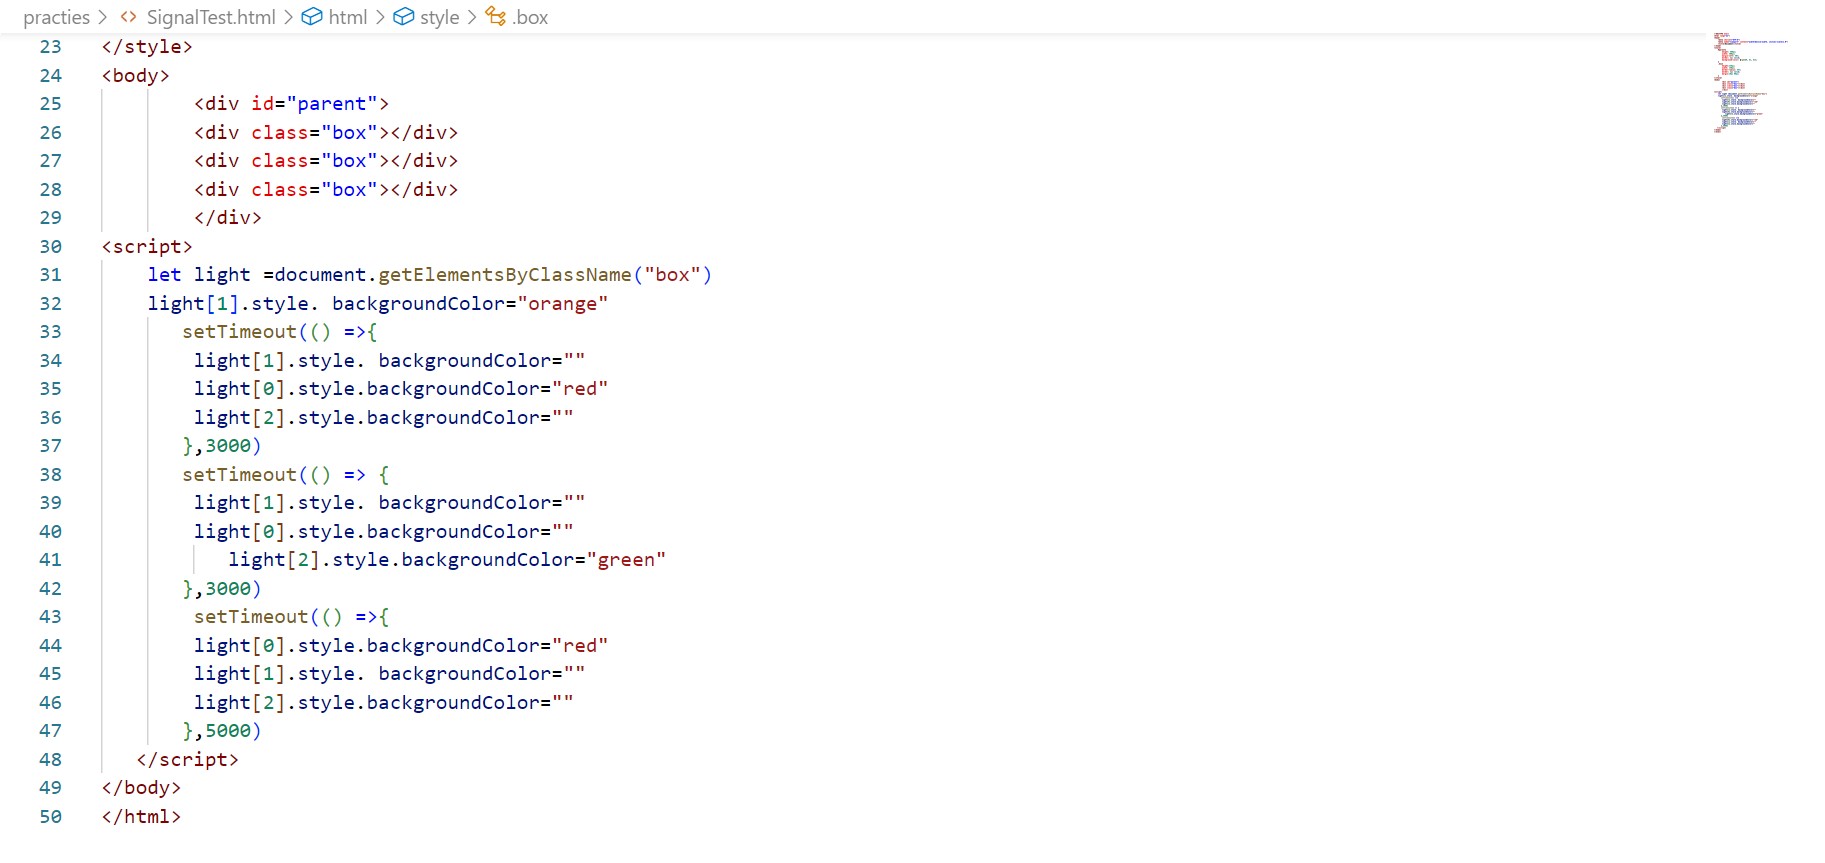 practies > SignalTest.html > html > style > .box
23 </style>
24 <body>
25 <div id="parent">
26 <div class="box"></div>
27 <div class="box"></div>
28 <div class="box"></div>
29 </div>
30 <script>
31 let light =document.getElementsByClassName("box")
32 light[1].style. backgroundColor="orange"
33 setTimeout(() =>{
34 light[1].style. backgroundColor=""
35 light[0].style.backgroundColor="red"
36 light[2].style.backgroundColor=""
37 },3000)
38 setTimeout(() => {
39 light[1].style. backgroundColor=""
40 light[0].style.backgroundColor=""
41 light[2].style.backgroundColor="green"
42 },3000)
43 setTimeout(() =>{
44 light[0].style.backgroundColor="red"
45 light[1].style. backgroundColor=""
46 light[2].style.backgroundColor=""
47 },5000)
48 </script>
49 </body>
50 </html>